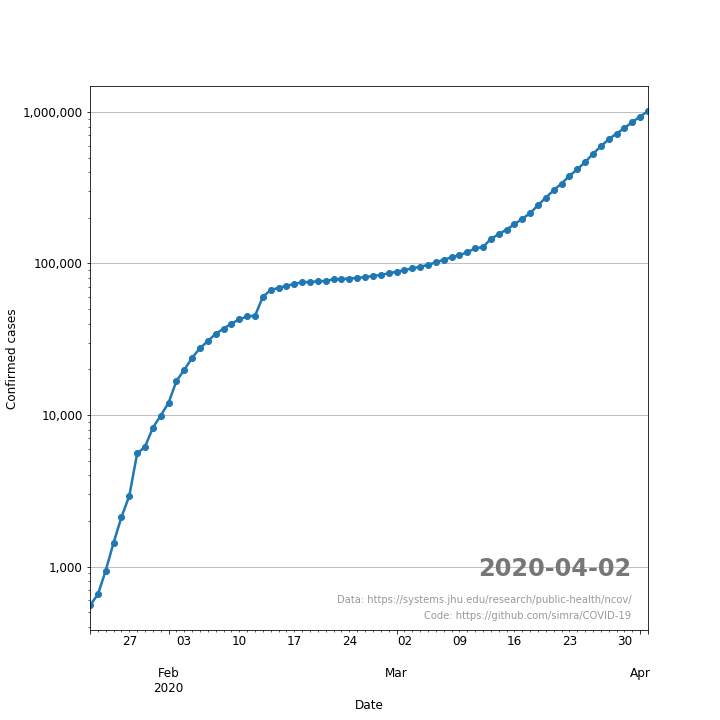 1,000,000
100,000
10,000
1,000
Confirmed cases
2020-04-02
Data: https://systems.jhu.edu/research/public-health/ncov/
Code: https://github.com/simra/COVID-19
27 03 10 17 24 02 09 16 23 30
Feb Mar Apr
2020
Date